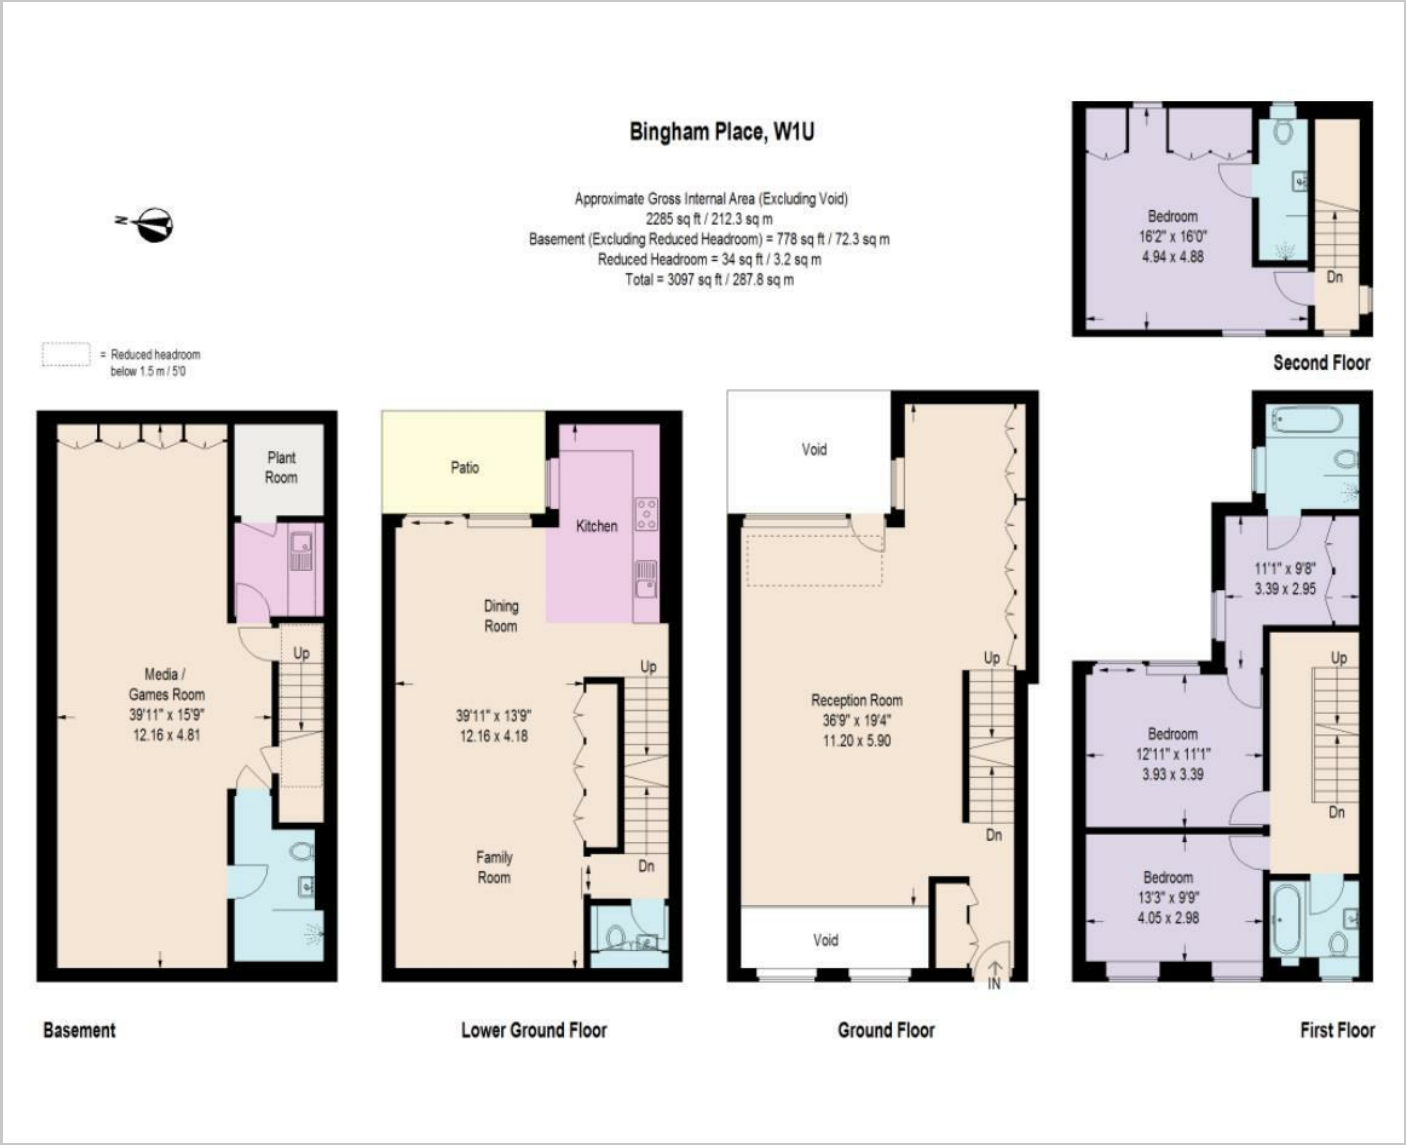 Bingham Place, W1U
Approximate Gross Internal Area (Excluding Void)
2285 sq ft / 212.3 sq m
Basement (Excluding Reduced Headroom) = 778 sq ft / 72.3 sq m
Reduced Headroom = 34 sq ft / 3.2 sq m
Total = 3097 sq ft / 287.8 sq m
N
= Reduced headroom
below 1.5 m / 5'0
Bedroom
16'2" x 16'0"
4.94 x 4.88
Dn
Second Floor
Plant
Room
Up
Media /
Games Room
39'11" x 15'9"
12.16 x 4.81
Basement
Patio
Kitchen
Dining
Room
Up
39'11" x 13'9"
12.16 x 4.18
Family
Room
Dn
Lower Ground Floor
Void
Up
Reception Room
36'9" x 19'4"
11.20 x 5.90
Dn
Void
IN
Ground Floor
11'1" x 9'8"
3.39 x 2.95
Up
Bedroom
12'11" x 11'1"
3.93 x 3.39
Dn
Bedroom
13'3" x 9'9"
4.05 x 2.98
First Floor